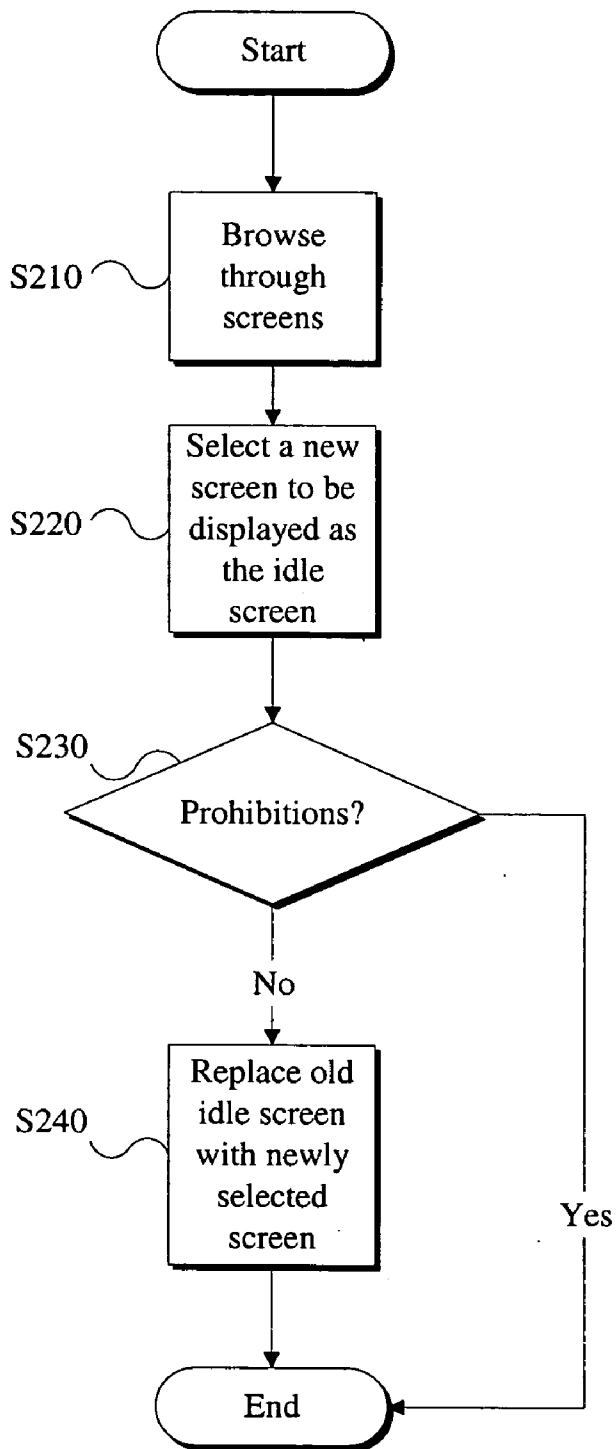 Start
S210
Browse
through
screens
S220
Select a new
screen to be
displayed as
the idle
screen
S230
Prohibitions?
No
S240
Replace old
idle screen
with newly
selected
screen
Yes
End